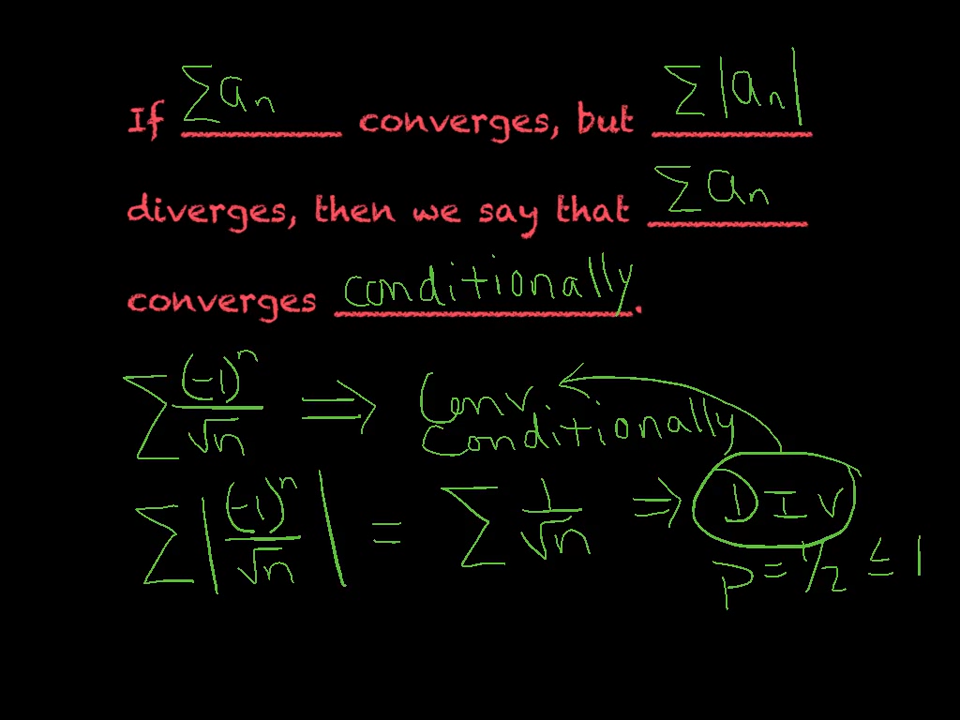 If ∑aₙ converges, but ∑|aₙ|
diverges, then we say that ∑aₙ
converges conditionally.
∑ (-1)ⁿ/√n ⇒ Conv. Conditionally
∑ |(-1)ⁿ/√n| = ∑ 1/√n ⇒ DIV
p = 1/2 ≤ 1